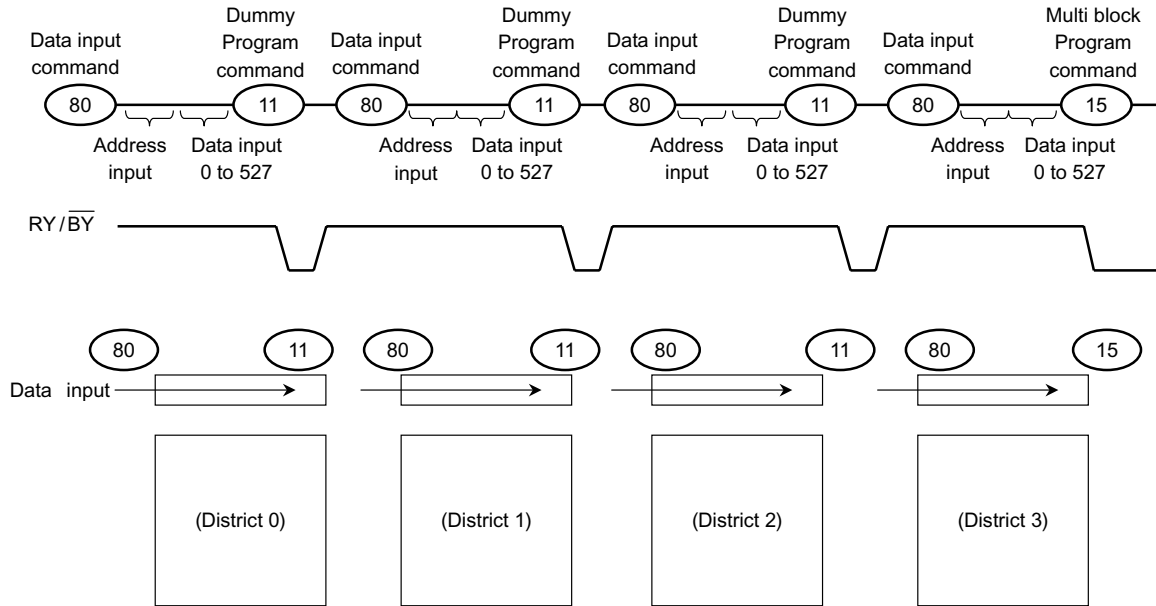 Data input
command
Dummy
Program
command
Data input
command
Dummy
Program
command
Data input
command
Dummy
Program
command
Data input
command
Multi block
Program
command
80
11
80
11
80
11
80
15
Address
input
Data input
0 to 527
Address
input
Data input
0 to 527
Address
input
Data input
0 to 527
Address
input
Data input
0 to 527
RY/BY
80
11
80
11
80
11
80
15
Data input
(District 0)
(District 1)
(District 2)
(District 3)